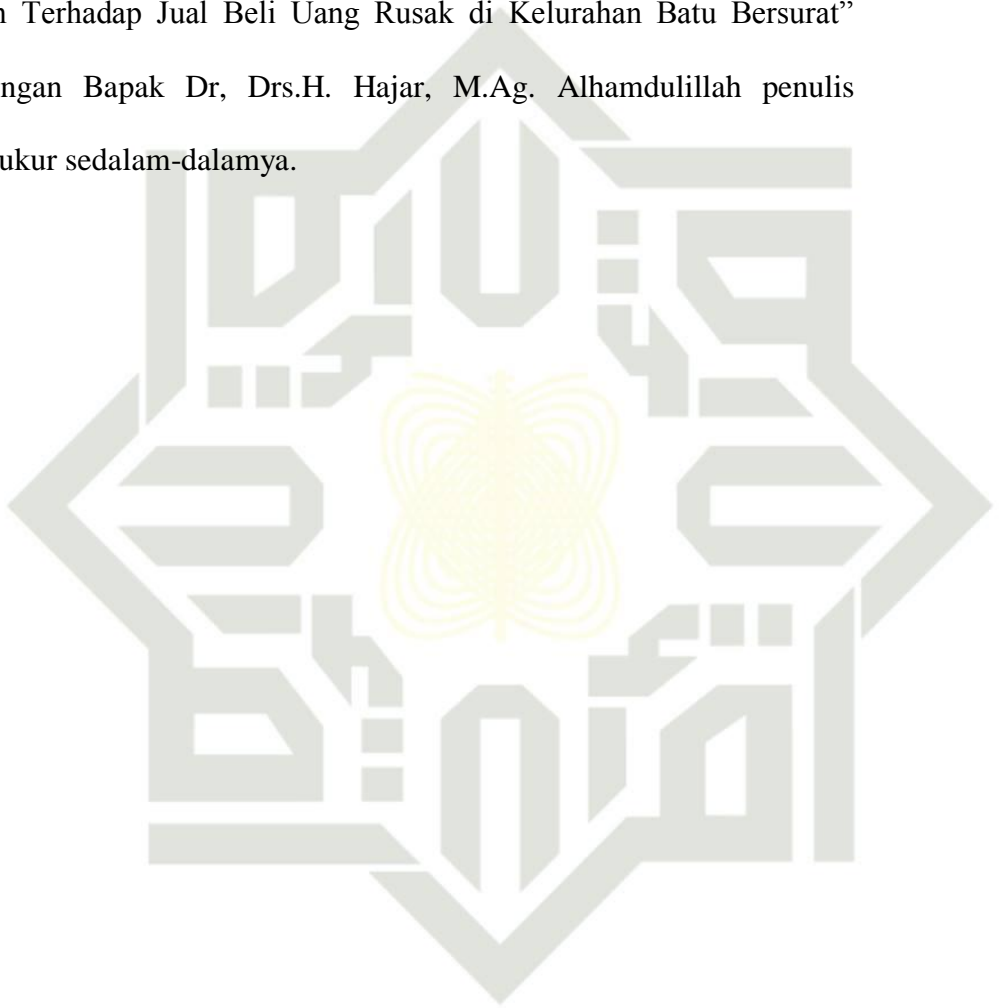 n Terhadap Jual Beli Uang Rusak di Kelurahan Batu Bersurat”
ngan Bapak Dr, Drs.H. Hajar, M.Ag. Alhamdulillah penulis
ukur sedalam-dalamya.